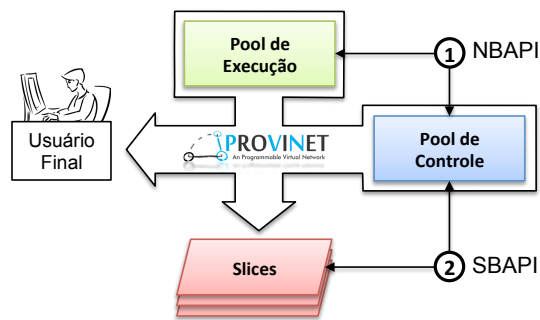 Pool de
Execução
1 NBAPI
Usuário
Final
PROVINET
An Programmable Virtual Network
Pool de
Controle
Slices
2 SBAPI